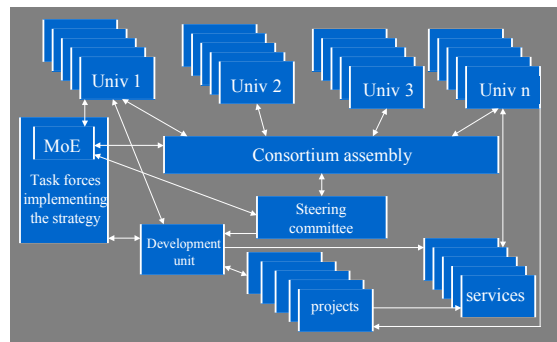 Univ 1
Univ 2
Univ 3
Univ n
MoE
Task forces
implementing
the strategy
Consortium assembly
Steering
committee
Development
unit
projects
services